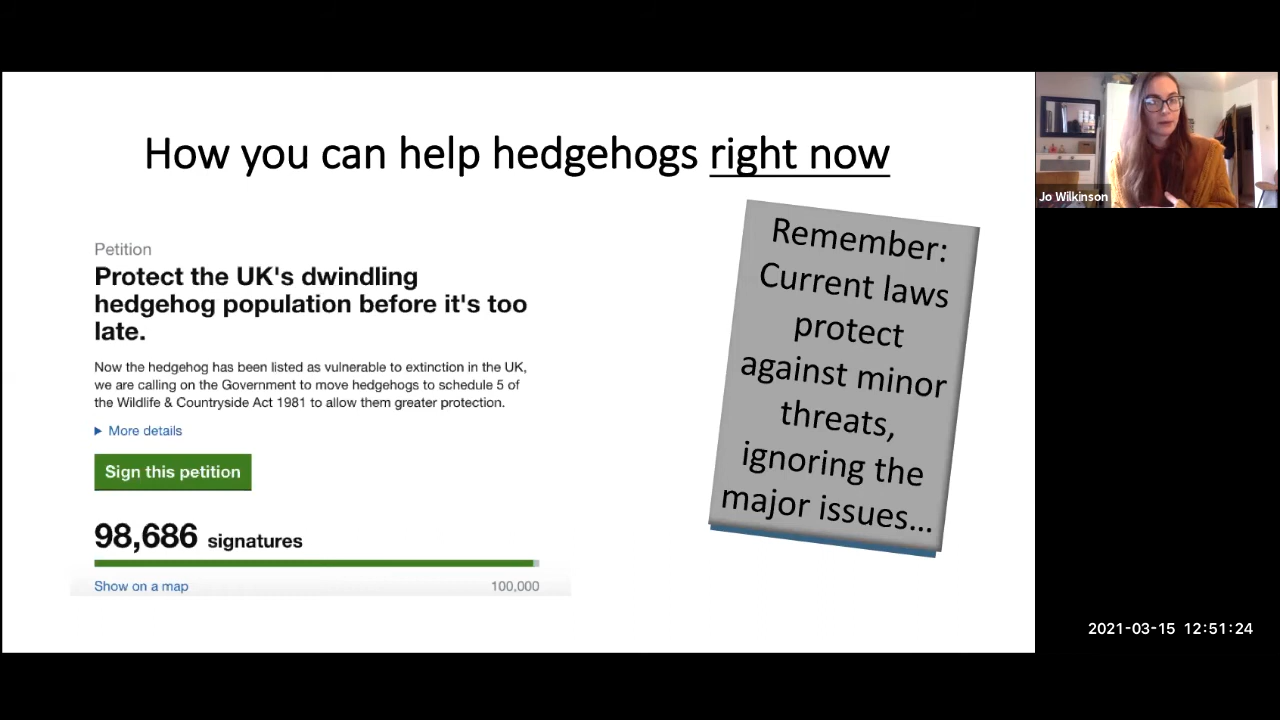 How you can help hedgehogs right now
Petition
Protect the UK's dwindling
hedgehog population before it's too
late.
Now the hedgehog has been listed as vulnerable to extinction in the UK,
we are calling on the Government to move hedgehogs to schedule 5 of
the Wildlife & Countryside Act 1981 to allow them greater protection.
More details
Sign this petition
98,686 signatures
Show on a map 100,000
Remember:
Current laws
protect
against minor
threats,
ignoring the
major issues...
Jo Wilkinson
2021-03-15 12:51:24